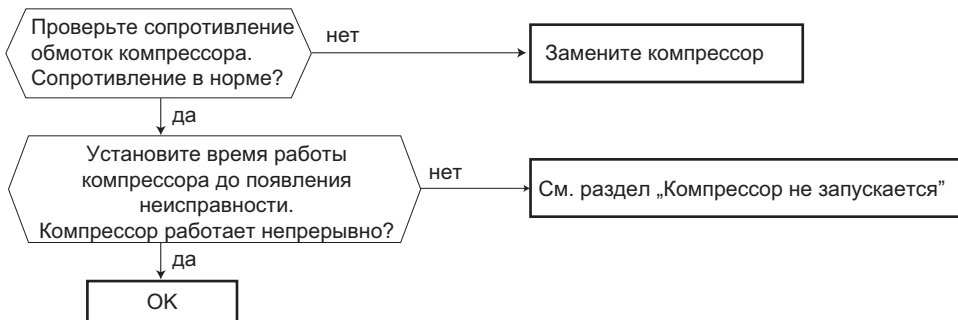 Проверьте сопротивление
обмоток компрессора.
Сопротивление в норме?
нет
Замените компрессор
да
Установите время работы
компрессора до появления
неисправности.
Компрессор работает непрерывно?
нет
См. раздел „Компрессор не запускается”
да
OK